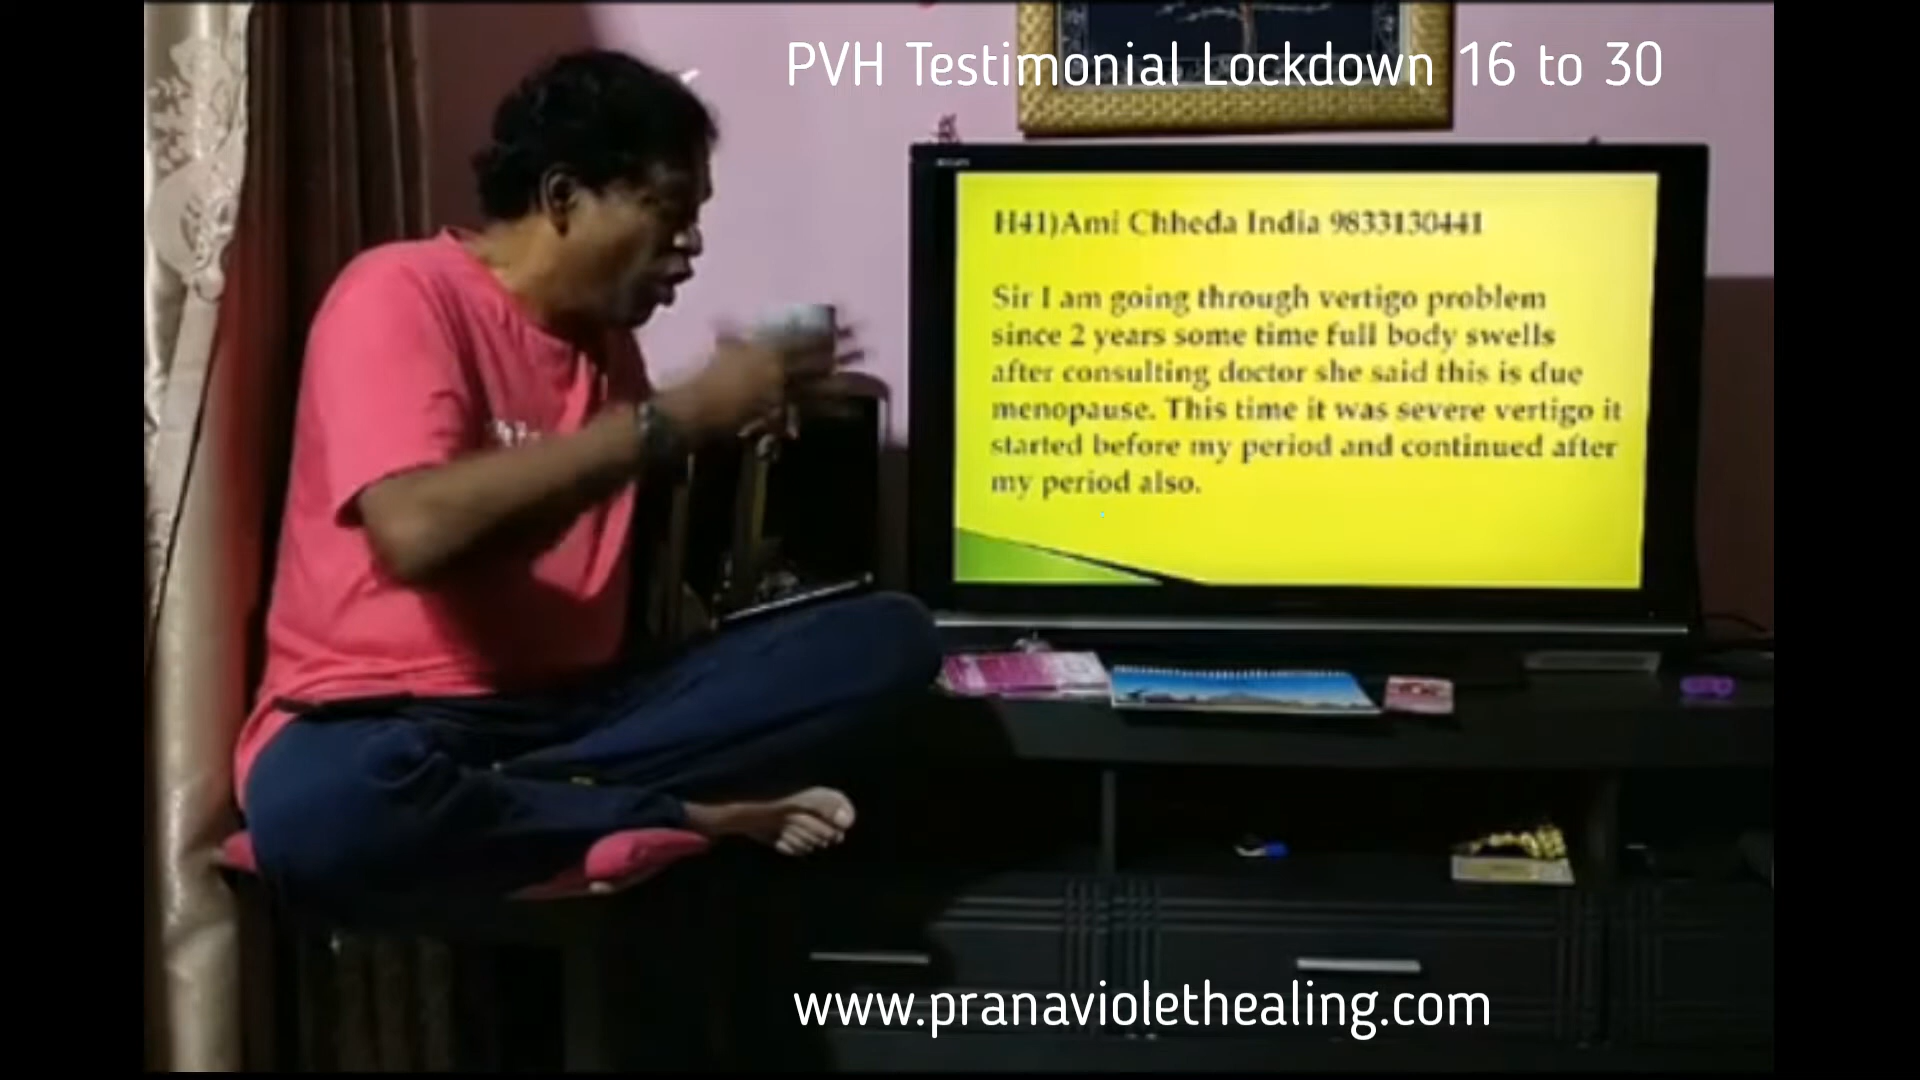 PVH Testimonial Lockdown 16 to 30
H41)Ami Chheda India 9833130441
Sir I am going through vertigo problem
since 2 years some time full body swells
after consulting doctor she said this is due
menopause. This time it was severe vertigo it
started before my period and continued after
my period also.
www.pranaviolethealing.com